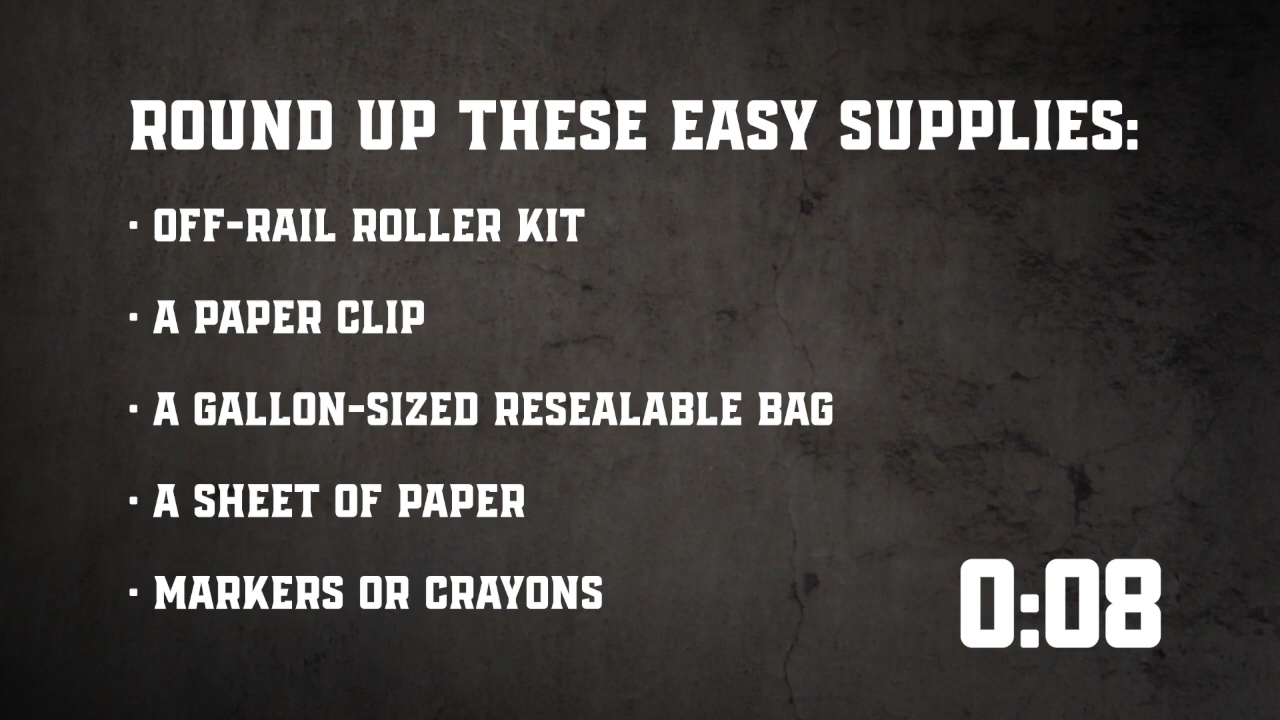 ROUND UP THESE EASY SUPPLIES:
· OFF-RAIL ROLLER KIT
· A PAPER CLIP
· A GALLON-SIZED RESEALABLE BAG
· A SHEET OF PAPER
· MARKERS OR CRAYONS
0:08